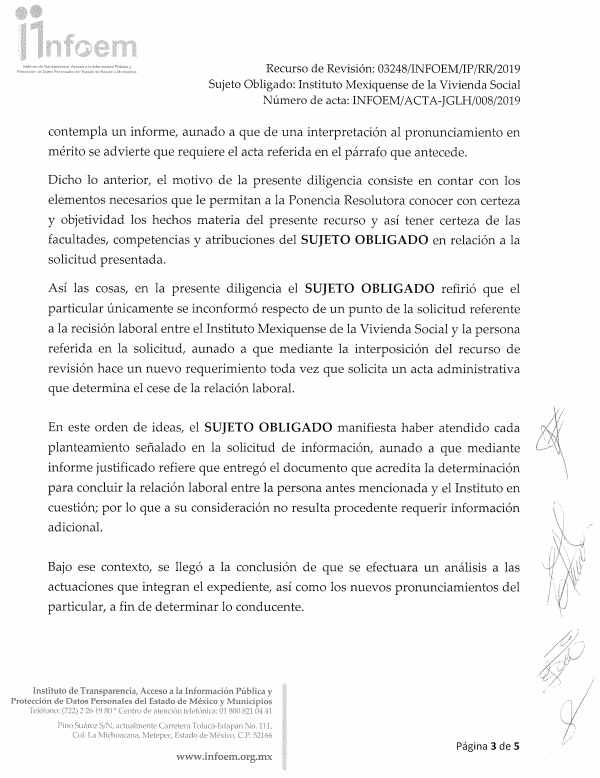 infoem
Instituto de Transparencia, Acceso a la Información Pública y
Protección de Datos Personales del Estado de México y Municipios
Recurso de Revisión: 03248/INFOEM/IP/RR/2019
Sujeto Obligado: Instituto Mexiquense de la Vivienda Social
Número de acta: INFOEM/ACTA-JGLH/008/2019
contempla un informe, aunado a que de una interpretación al pronunciamiento en
mérito se advierte que requiere el acta referida en el párrafo que antecede.
Dicho lo anterior, el motivo de la presente diligencia consiste en contar con los
elementos necesarios que le permitan a la Ponencia Resolutora conocer con certeza
y objetividad los hechos materia del presente recurso y así tener certeza de las
facultades, competencias y atribuciones del SUJETO OBLIGADO en relación a la
solicitud presentada.
Así las cosas, en la presente diligencia el SUJETO OBLIGADO refirió que el
particular únicamente se inconformó respecto de un punto de la solicitud referente
a la recisión laboral entre el Instituto Mexiquense de la Vivienda Social y la persona
referida en la solicitud, aunado a que mediante la interposición del recurso de
revisión hace un nuevo requerimiento toda vez que solicita un acta administrativa
que determina el cese de la relación laboral.
En este orden de ideas, el SUJETO OBLIGADO manifiesta haber atendido cada
planteamiento señalado en la solicitud de información, aunado a que mediante
informe justificado refiere que entregó el documento que acredita la determinación
para concluir la relación laboral entre la persona antes mencionada y el Instituto en
cuestión; por lo que a su consideración no resulta procedente requerir información
adicional.
Bajo ese contexto, se llegó a la conclusión de que se efectuara un análisis a las
actuaciones que integran el expediente, así como los nuevos pronunciamientos del
particular, a fin de determinar lo conducente.
Instituto de Transparencia, Acceso a la Información Pública y
Protección de Datos Personales del Estado de México y Municipios
Teléfono: (722) 2 26 19 80 * Centro de atención telefónica: 01 800 821 04 41
Pino Suárez S/N, actualmente Carretera Toluca-Ixtapan No. 111,
Col. La Michoacana, Metepec, Estado de México, C.P. 52166
www.infoem.org.mx
Página 3 de 5